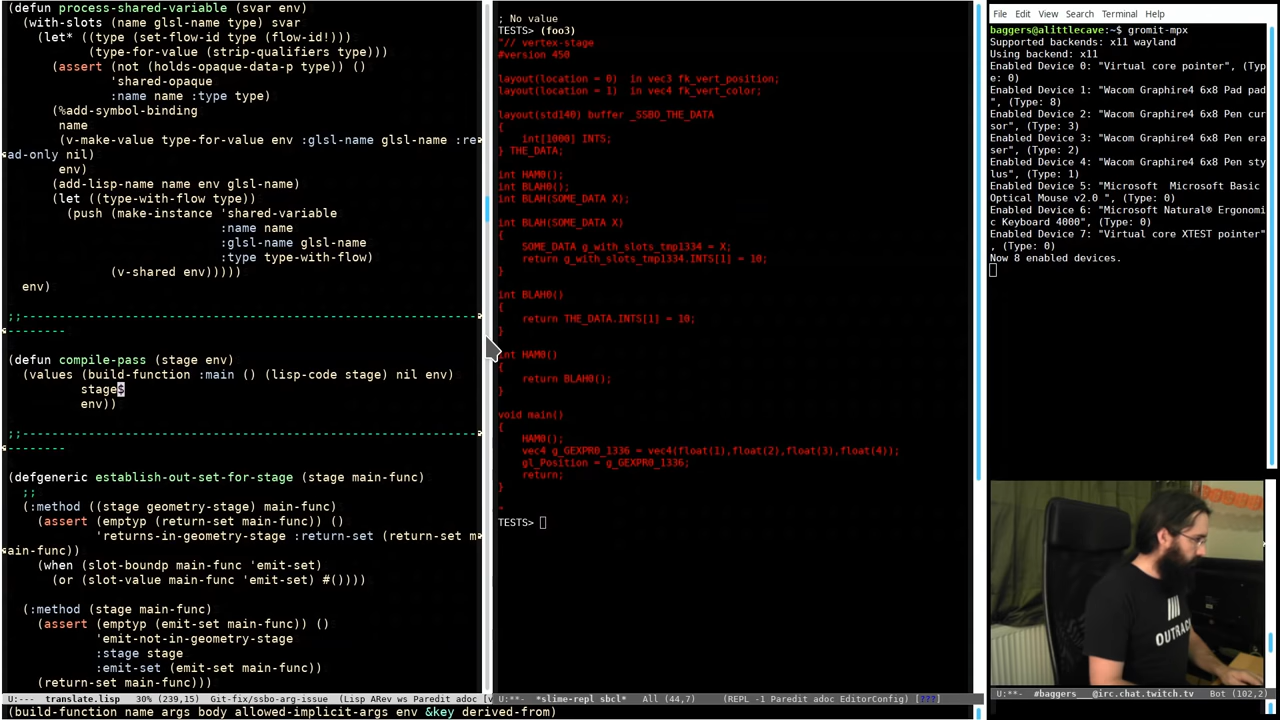 (defun process-shared-variable (svar env)
  (with-slots (name glsl-name) svar
    (let* ((type (set-flow-id type (flow-id!)))
           (type-for-value (strip-qualifiers type)))
      (assert (not (holds-opaque-data-p type)) ()
              'shared-opaque
              :name name :type type)
      (%add-symbol-binding
       name
       (v-make-value type-for-value env :glsl-name glsl-name :re
ad-only nil)
       env)
      (add-lisp-name name env glsl-name)
      (let ((type-with-flow type))
        (push (make-instance 'shared-variable
                             :name name
                             :glsl-name glsl-name
                             :type type-with-flow)
              (v-shared env)))))
  env)
;;---------------------------------------------------------------
--------
(defun compile-pass (stage env)
  (values (build-function :main () (lisp-code stage) nil env)
          stage$
          env))
;;---------------------------------------------------------------
--------
(defgeneric establish-out-set-for-stage (stage main-func)
  ;;
  (:method ((stage geometry-stage) main-func)
    (assert (emptyp (return-set main-func)) ()
            'returns-in-geometry-stage :return-set (return-set m
ain-func))
    (when (slot-boundp main-func 'emit-set)
      (or (slot-value main-func 'emit-set) #())))
  (:method (stage main-func)
    (assert (emptyp (emit-set main-func)) ()
            'emit-not-in-geometry-stage
            :stage stage
            :emit-set (emit-set main-func))
    (return-set main-func)))
U:---  translate.lisp   30% (239,15)   Git-fix/ssbo-arg-issue  (Lisp ARev ws Paredit adoc [v
(build-function name args body allowed-implicit-args env &key derived-from)
; No value
TESTS> (foo3)
"// vertex-stage
#version 450
layout(location = 0)  in vec3 fk_vert_position;
layout(location = 1)  in vec4 fk_vert_color;
layout(std140) buffer _SSBO_THE_DATA
{
    int[1000] INTS;
} THE_DATA;
int HAM0();
int BLAH0();
int BLAH(SOME_DATA X);
int BLAH(SOME_DATA X)
{
    SOME_DATA g_with_slots_tmp1334 = X;
    return g_with_slots_tmp1334.INTS[1] = 10;
}
int BLAH0()
{
    return THE_DATA.INTS[1] = 10;
}
int HAM0()
{
    return BLAH0();
}
void main()
{
    HAM0();
    vec4 g_GEXPR0_1336 = vec4(float(1),float(2),float(3),float(4));
    gl_Position = g_GEXPR0_1336;
    return;
}
"
TESTS>
U:**-  *slime-repl sbcl*   All (44,7)     (REPL -1 Paredit adoc EditorConfig) [???]
File Edit View Search Terminal Help
baggers@alittlecave:~$ gromit-mpx
Supported backends: x11 wayland
Using backend: x11
Enabled Device 0: "Virtual core pointer", (Typ
e: 0)
Enabled Device 1: "Wacom Graphire4 6x8 Pad pad
", (Type: 8)
Enabled Device 2: "Wacom Graphire4 6x8 Pen cur
sor", (Type: 3)
Enabled Device 3: "Wacom Graphire4 6x8 Pen era
ser", (Type: 2)
Enabled Device 4: "Wacom Graphire4 6x8 Pen sty
lus", (Type: 1)
Enabled Device 5: "Microsoft  Microsoft Basic
Optical Mouse v2.0 ", (Type: 0)
Enabled Device 6: "Microsoft Natural® Ergonomi
c Keyboard 4000", (Type: 0)
Enabled Device 7: "Virtual core XTEST pointer"
, (Type: 0)
Now 8 enabled devices.
OUTRAC
U:**-  #baggers___@irc.chat.twitch.tv   Bot (102,2)